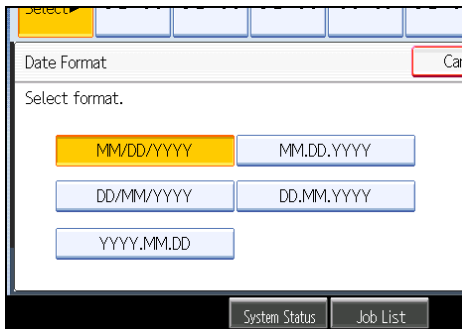 Select►
Date Format
Select format.
MM/DD/YYYY MM.DD.YYYY
DD/MM/YYYY DD.MM.YYYY
YYYY.MM.DD
System Status Job List